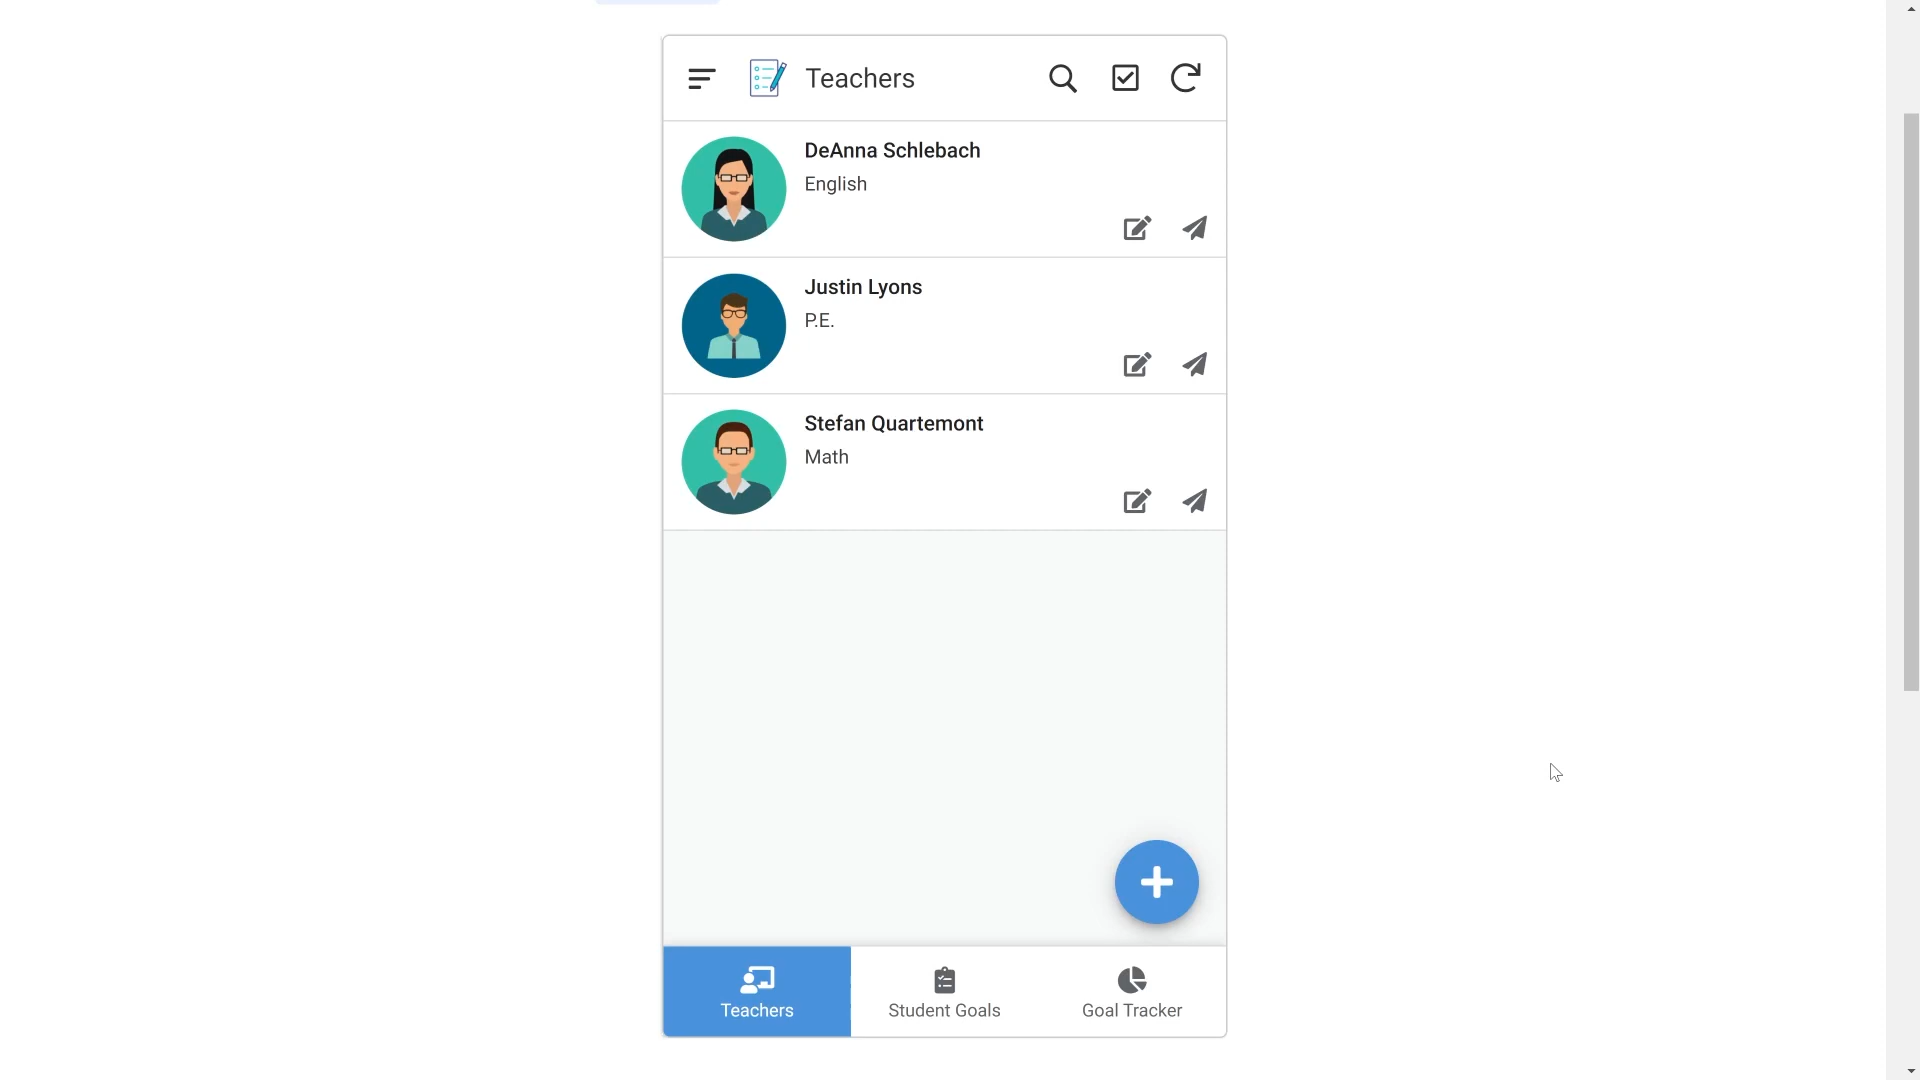 Teachers
DeAnna Schlebach
English
Justin Lyons
P.E.
Stefan Quartemont
Math
Teachers
Student Goals
Goal Tracker